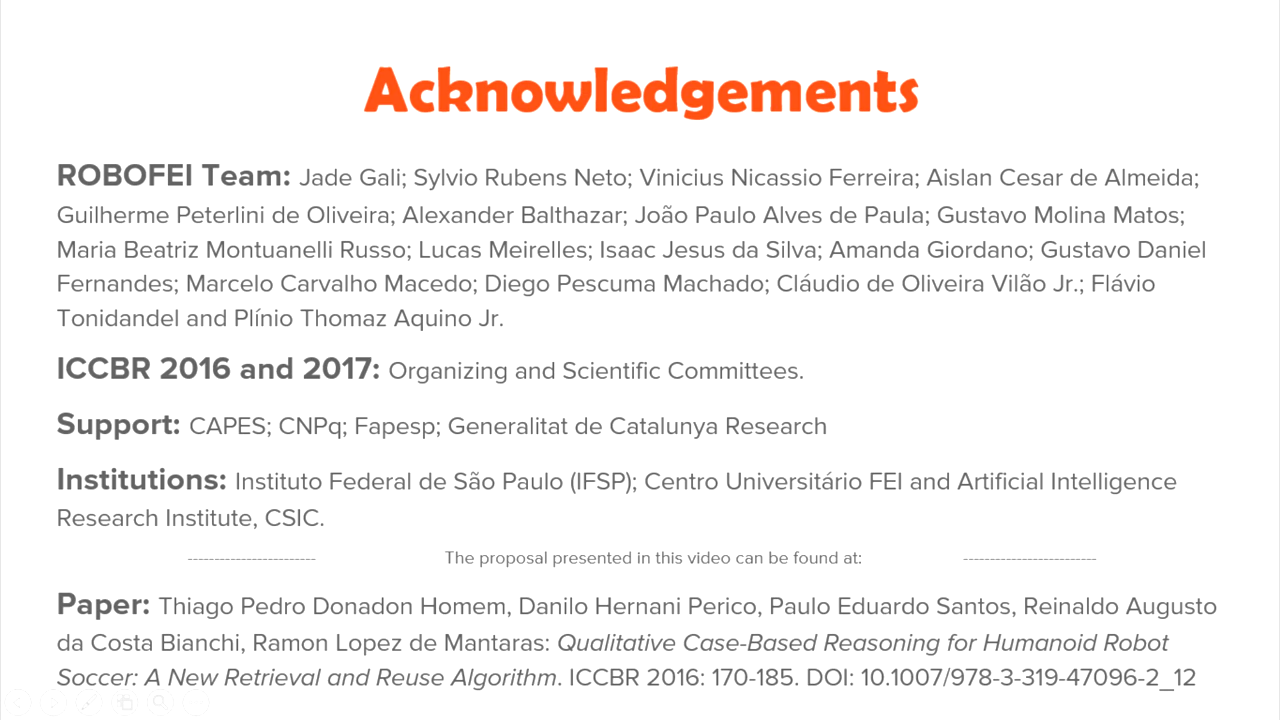 Acknowledgements
ROBOFEI Team: Jade Gali; Sylvio Rubens Neto; Vinicius Nicassio Ferreira; Aislan Cesar de Almeida;
Guilherme Peterlini de Oliveira; Alexander Balthazar; João Paulo Alves de Paula; Gustavo Molina Matos;
Maria Beatriz Montuanelli Russo; Lucas Meirelles; Isaac Jesus da Silva; Amanda Giordano; Gustavo Daniel
Fernandes; Marcelo Carvalho Macedo; Diego Pescuma Machado; Cláudio de Oliveira Vilão Jr.; Flávio
Tonidandel and Plínio Thomaz Aquino Jr.
ICCBR 2016 and 2017: Organizing and Scientific Committees.
Support: CAPES; CNPq; Fapesp; Generalitat de Catalunya Research
Institutions: Instituto Federal de São Paulo (IFSP); Centro Universitário FEI and Artificial Intelligence
Research Institute, CSIC.
------------------------ The proposal presented in this video can be found at: -------------------------
Paper: Thiago Pedro Donadon Homem, Danilo Hernani Perico, Paulo Eduardo Santos, Reinaldo Augusto
da Costa Bianchi, Ramon Lopez de Mantaras: Qualitative Case-Based Reasoning for Humanoid Robot
Soccer: A New Retrieval and Reuse Algorithm. ICCBR 2016: 170-185. DOI: 10.1007/978-3-319-47096-2_12